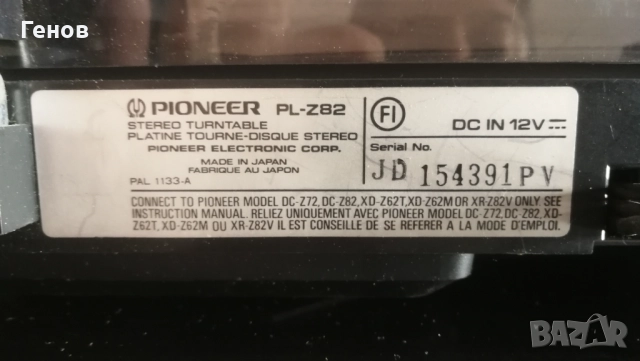 Генов
PIONEER PL-Z82
STEREO TURNTABLE
PLATINE TOURNE-DISQUE STEREO
PIONEER ELECTRONIC CORP.
MADE IN JAPAN
FABRIQUE AU JAPON
PAL 1133-A
FI
DC IN 12V
Serial No.
JD 154391PV
CONNECT TO PIONEER MODEL DC-Z72, DC-Z82, XD-Z62T, XD-Z62M OR XR-Z82V ONLY SEE
INSTRUCTION MANUAL. RELIEZ UNIQUEMENT AVEC PIONEER MODEL DC-Z72, DC-Z82, XD-
Z62T, XD-Z62M OU XR-Z82V IL EST CONSEILLE DE SE REFERER A LA MODE D'EMPLOI.
BAZAR